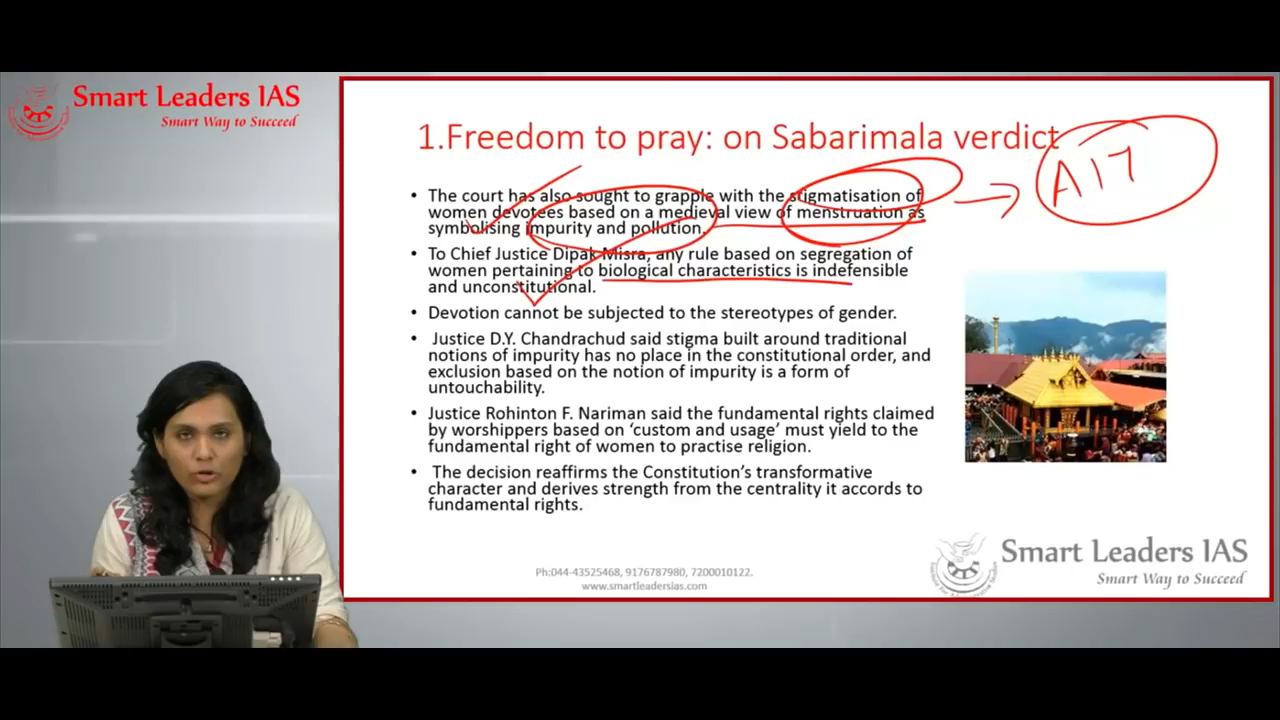 Smart Leaders IAS
Smart Way to Succeed
1.Freedom to pray: on Sabarimala verdict
A17
• The court has also sought to grapple with the stigmatisation of
women devotees based on a medieval view of menstruation as
symbolising impurity and pollution.
• To Chief Justice Dipak Misra, any rule based on segregation of
women pertaining to biological characteristics is indefensible
and unconstitutional.
• Devotion cannot be subjected to the stereotypes of gender.
• Justice D.Y. Chandrachud said stigma built around traditional
notions of impurity has no place in the constitutional order, and
exclusion based on the notion of impurity is a form of
untouchability.
• Justice Rohinton F. Nariman said the fundamental rights claimed
by worshippers based on ‘custom and usage’ must yield to the
fundamental right of women to practise religion.
• The decision reaffirms the Constitution’s transformative
character and derives strength from the centrality it accords to
fundamental rights.
Ph:044-43525468, 9176787980, 7200010122.
www.smartleadersias.com
Smart Leaders IAS
Smart Way to Succeed